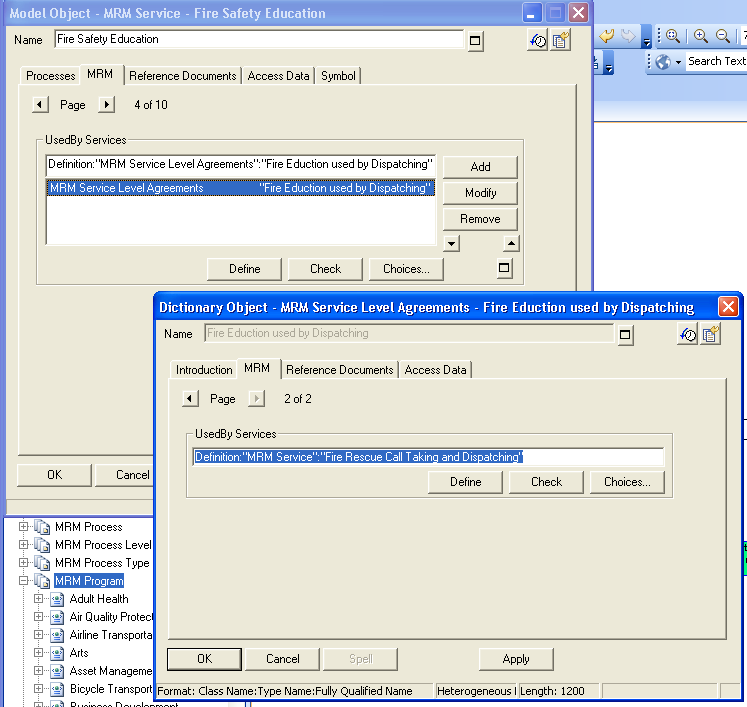 Model Object - MRM Service - Fire Safety Education
Name Fire Safety Education
Processes MRM Reference Documents Access Data Symbol
Page 4 of 10
UsedBy Services
Definition:"MRM Service Level Agreements":"Fire Eduction used by Dispatching"
MRM Service Level Agreements "Fire Eduction used by Dispatching"
Add
Modify
Remove
Define Check Choices...
OK Cancel
Search Text
Dictionary Object - MRM Service Level Agreements - Fire Eduction used by Dispatching
Name Fire Eduction used by Dispatching
Introduction MRM Reference Documents Access Data
Page 2 of 2
UsedBy Services
Definition:"MRM Service":"Fire Rescue Call Taking and Dispatching"
Define Check Choices...
OK Cancel Spell Apply
Format: Class Name:Type Name:Fully Qualified Name Heterogeneous Length: 1200
MRM Process
MRM Process Level
MRM Process Type
MRM Program
Adult Health
Air Quality Protec
Airline Transporta
Arts
Asset Manageme
Bicycle Transport
Business Development